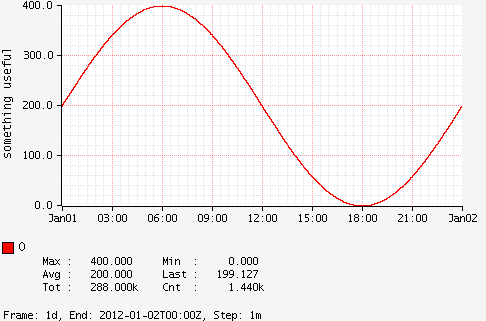 something useful
400.0
300.0
200.0
100.0
0.0
Jan01 03:00 06:00 09:00 12:00 15:00 18:00 21:00 Jan02
0
Max : 400.000 Min : 0.000
Avg : 200.000 Last : 199.127
Tot : 288.000k Cnt : 1.440k
Frame: 1d, End: 2012-01-02T00:00Z, Step: 1m